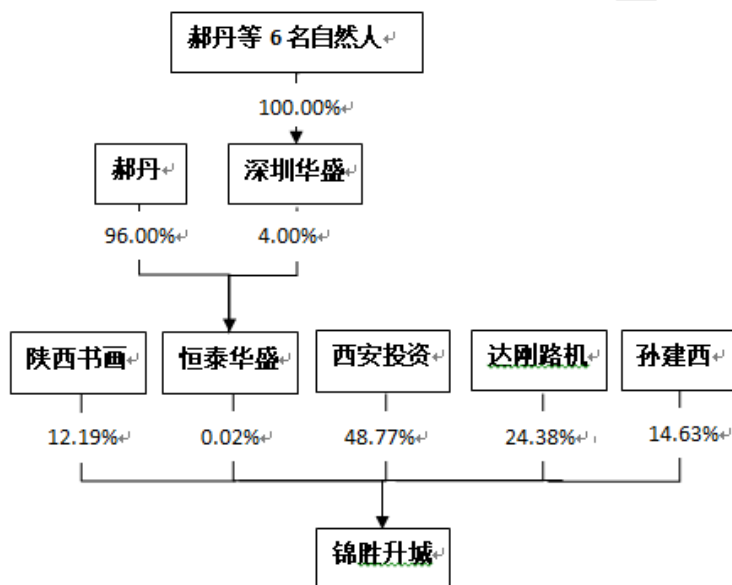 郝丹等 6 名自然人
100.00%
郝丹
深圳华盛
96.00%
4.00%
陕西书画
恒泰华盛
西安投资
达刚路机
孙建西
12.19%
0.02%
48.77%
24.38%
14.63%
锦胜升城